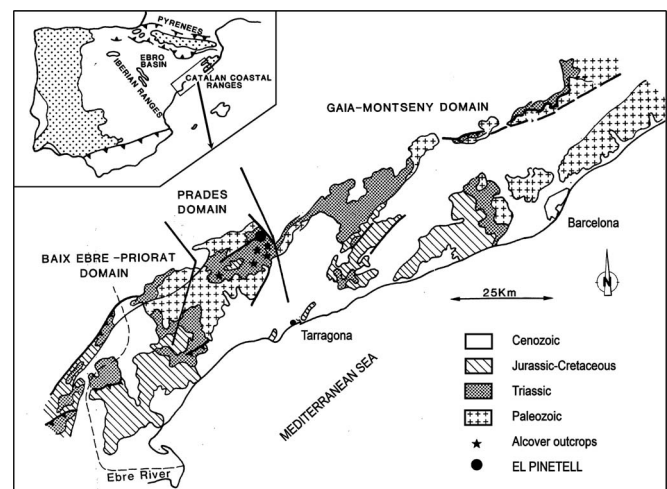 PYRENEES
EBRO
BASIN
IBERIAN RANGES
CATALAN COASTAL
RANGES
GAIA-MONTSENY DOMAIN
PRADES
DOMAIN
BAIX EBRE-PRIORAT
DOMAIN
Barcelona
N
25Km
Tarragona
MEDITERRANEAN SEA
Ebre River
Cenozoic
Jurassic-Cretaceous
Triassic
Paleozoic
Alcover outcrops
EL PINETELL